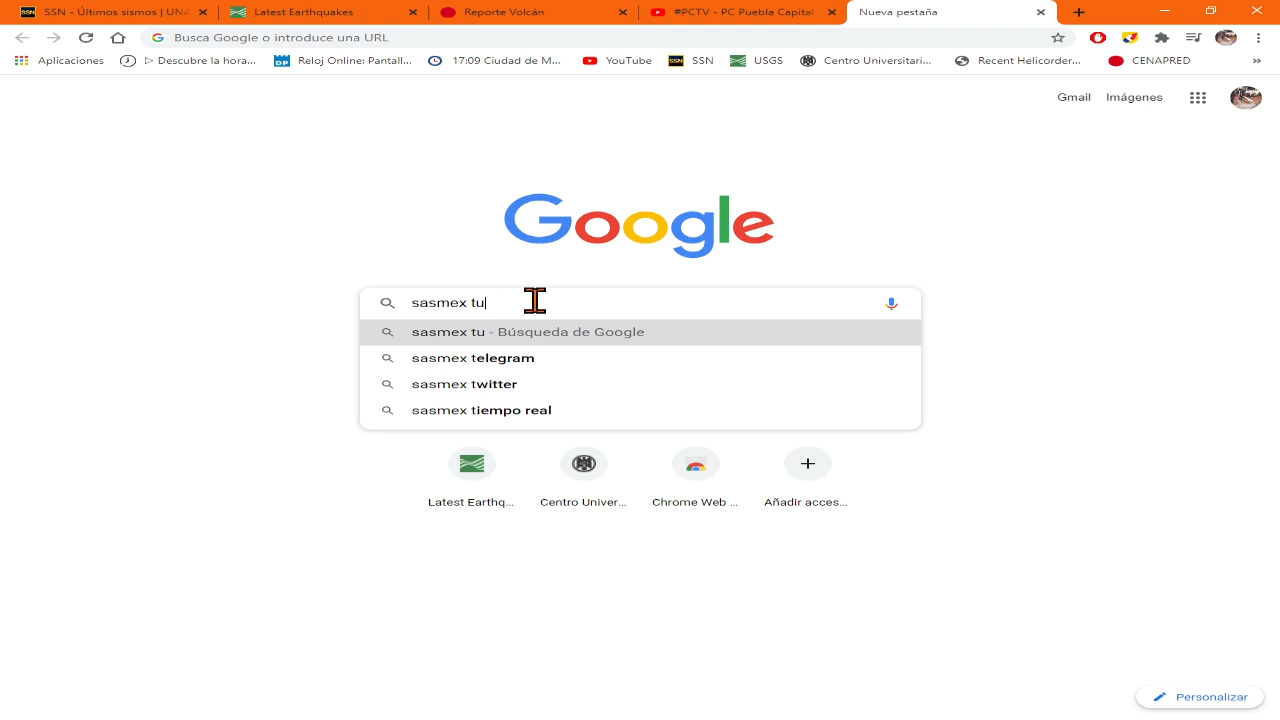 SSN - Últimos sismos | UNA
Latest Earthquakes
Reporte Volcán
#PCTV - PC Puebla Capital
Nueva pestaña
Busca Google o introduce una URL
Aplicaciones
▷ Descubre la hora...
Reloj Online: Pantall...
17:09 Ciudad de M...
YouTube
SSN
USGS
Centro Universitari...
Recent Helicorder...
CENAPRED
»
Gmail
Imágenes
Google
sasmex tu
sasmex tu - Búsqueda de Google
sasmex telegram
sasmex twitter
sasmex tiempo real
Latest Earthq...
Centro Univer...
Chrome Web ...
Añadir acces...
Personalizar